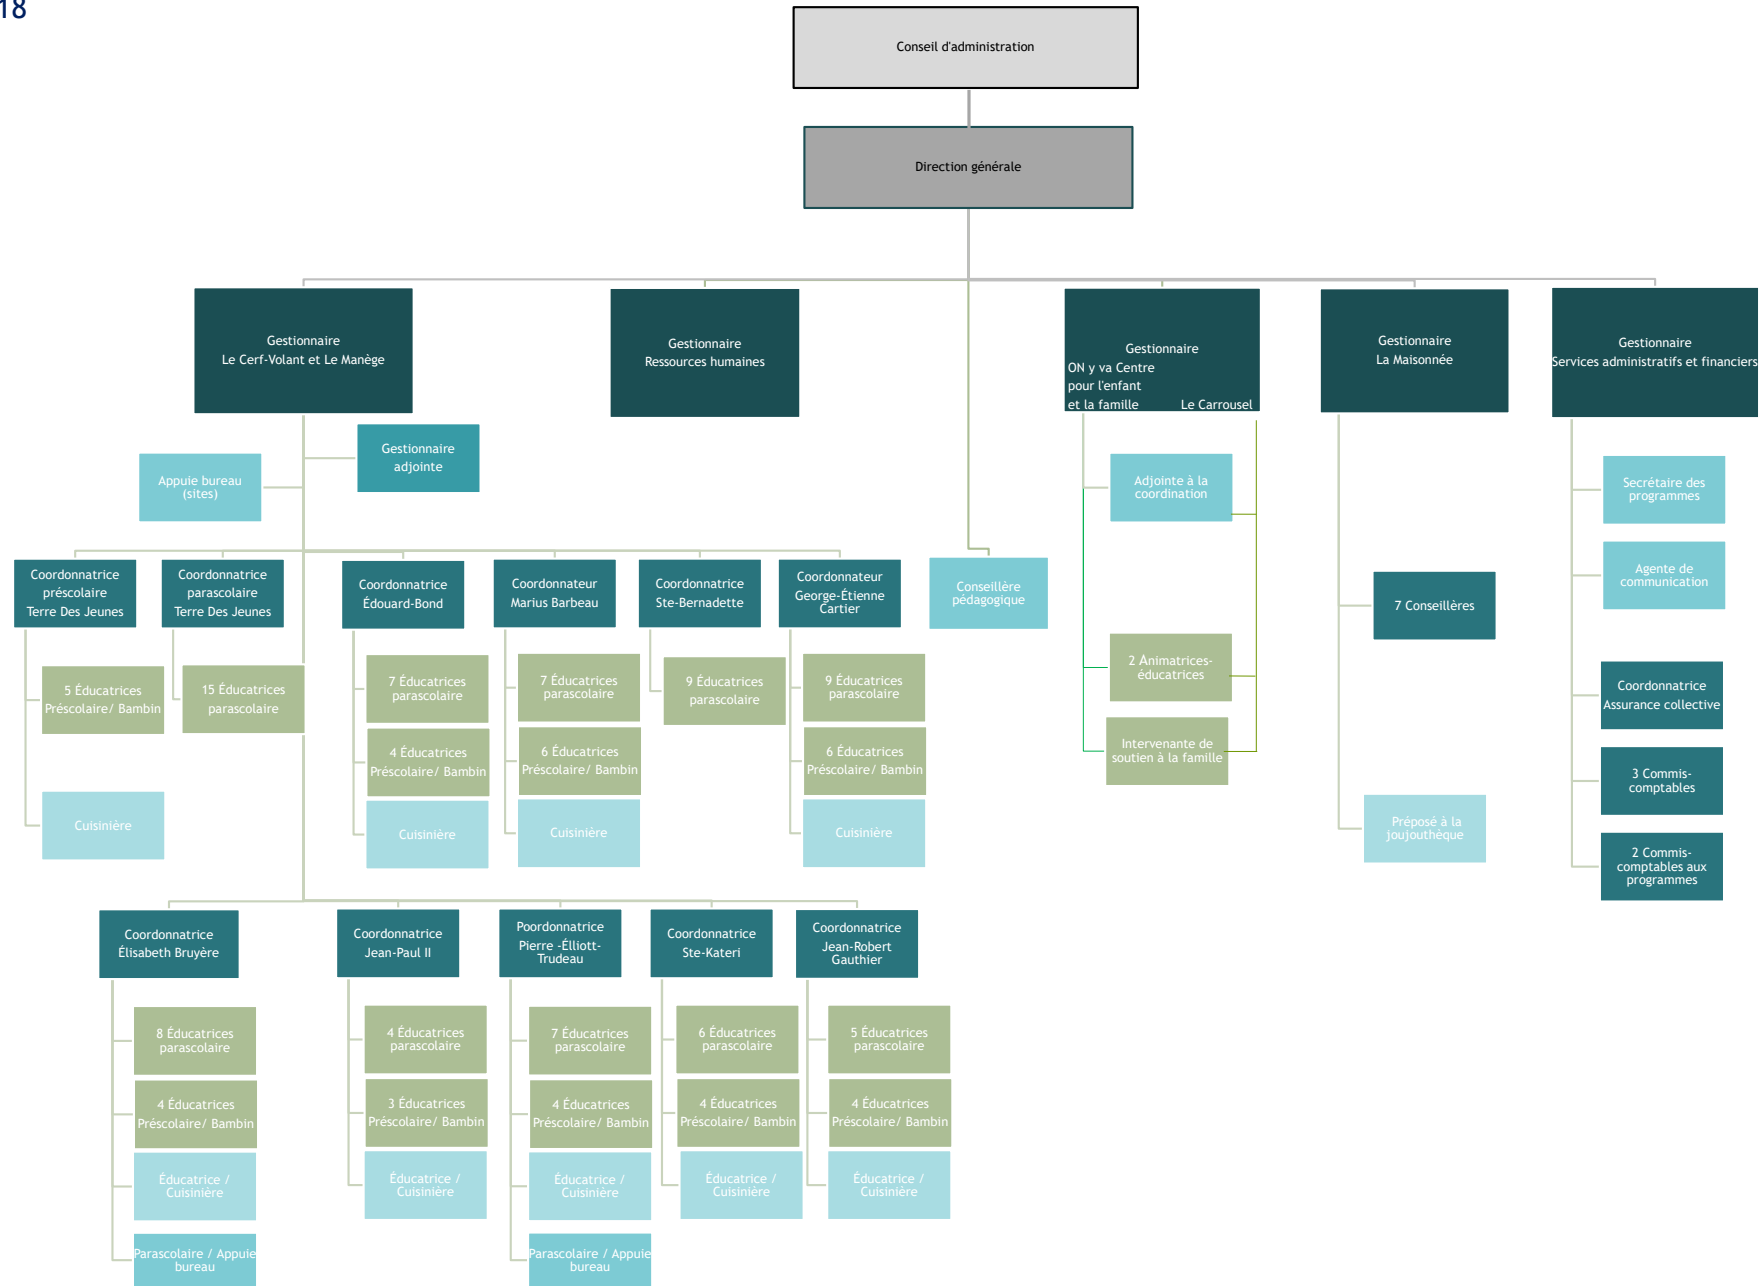 18
Conseil d'administration
Direction générale
Gestionnaire
Le Cerf-Volant et Le Manège
Gestionnaire
Ressources humaines
Gestionnaire
ON y va Centre
pour l'enfant
et la famille Le Carrousel
Gestionnaire
La Maisonnée
Gestionnaire
Services administratifs et financiers
Gestionnaire
adjointe
Appuie bureau
(sites)
Adjointe à la
coordination
Secrétaire des
programmes
Agente de
communication
Coordonnatrice
préscolaire
Terre Des Jeunes
Coordonnatrice
parascolaire
Terre Des Jeunes
Coordonnatrice
Édouard-Bond
Coordonnateur
Marius Barbeau
Coordonnatrice
Ste-Bernadette
Coordonnateur
George-Étienne
Cartier
Conseillère
pédagogique
7 Conseillères
5 Éducatrices
Préscolaire/ Bambin
15 Éducatrices
parascolaire
7 Éducatrices
parascolaire
7 Éducatrices
parascolaire
9 Éducatrices
parascolaire
9 Éducatrices
parascolaire
2 Animatrices-
éducatrices
Coordonnatrice
Assurance collective
4 Éducatrices
Préscolaire/ Bambin
6 Éducatrices
Préscolaire/ Bambin
6 Éducatrices
Préscolaire/ Bambin
Intervenante de
soutien à la famille
3 Commis-
comptables
Cuisinière
Cuisinière
Cuisinière
Cuisinière
Préposé à la
joujouthèque
2 Commis-
comptables aux
programmes
Coordonnatrice
Élisabeth Bruyère
Coordonnatrice
Jean-Paul II
Poordonnatrice
Pierre -Élliott-
Trudeau
Coordonnatrice
Ste-Kateri
Coordonnatrice
Jean-Robert
Gauthier
8 Éducatrices
parascolaire
4 Éducatrices
parascolaire
7 Éducatrices
parascolaire
6 Éducatrices
parascolaire
5 Éducatrices
parascolaire
4 Éducatrices
Préscolaire/ Bambin
3 Éducatrices
Préscolaire/ Bambin
4 Éducatrices
Préscolaire/ Bambin
4 Éducatrices
Préscolaire/ Bambin
4 Éducatrices
Préscolaire/ Bambin
Éducatrice /
Cuisinière
Éducatrice /
Cuisinière
Éducatrice /
Cuisinière
Éducatrice /
Cuisinière
Éducatrice /
Cuisinière
Parascolaire / Appuie
bureau
Parascolaire / Appuie
bureau